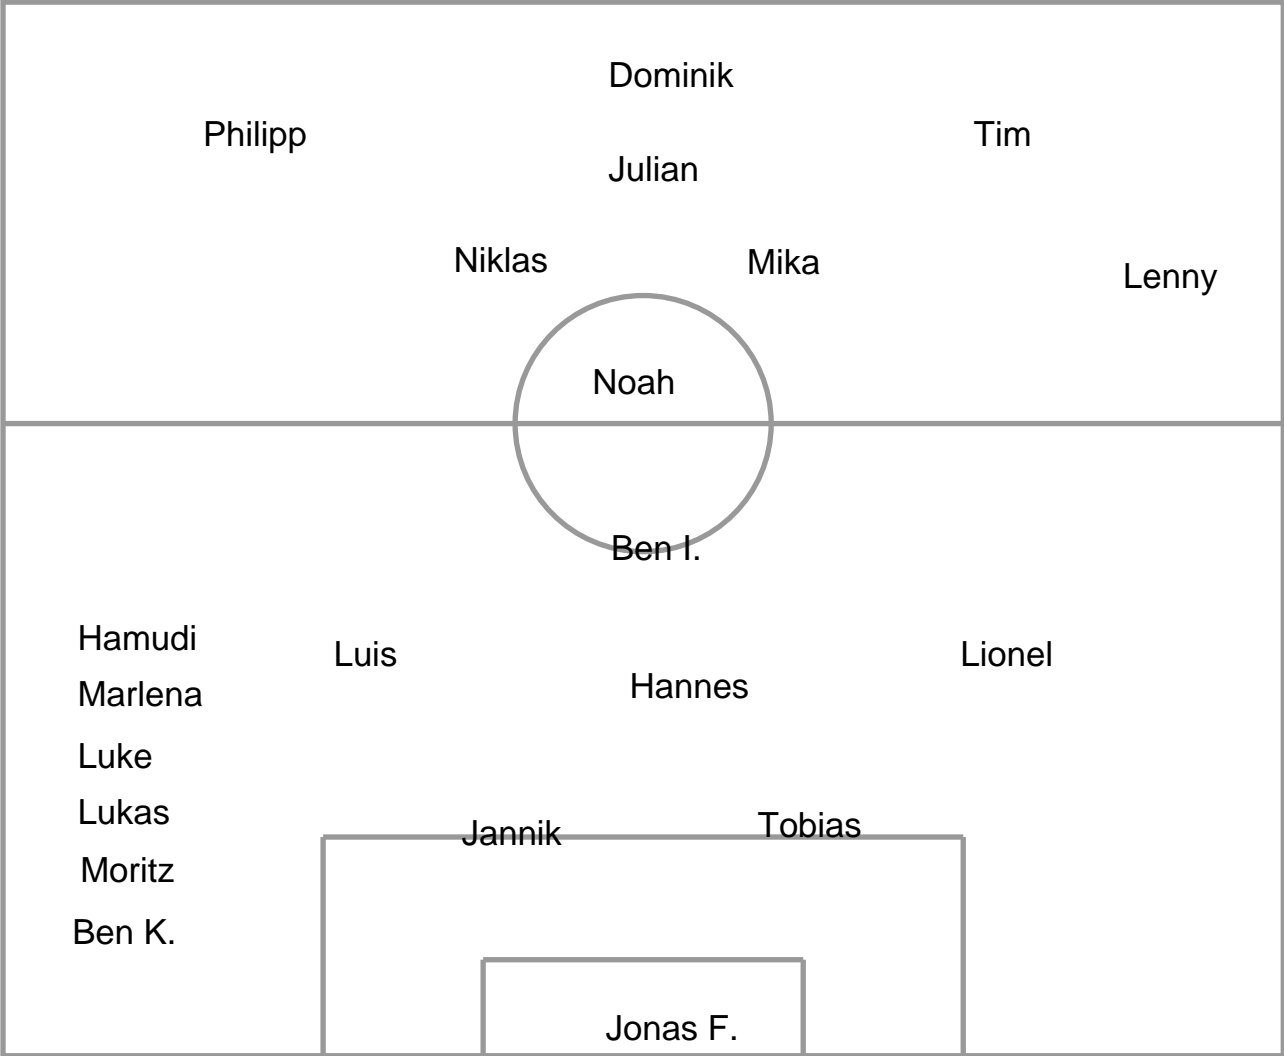 Dominik
Philipp
Tim
Julian
Niklas
Mika
Lenny
Noah
Ben I.
Hamudi
Luis
Lionel
Hannes
Marlena
Luke
Lukas
Jannik
Tobias
Moritz
Ben K.
Jonas F.